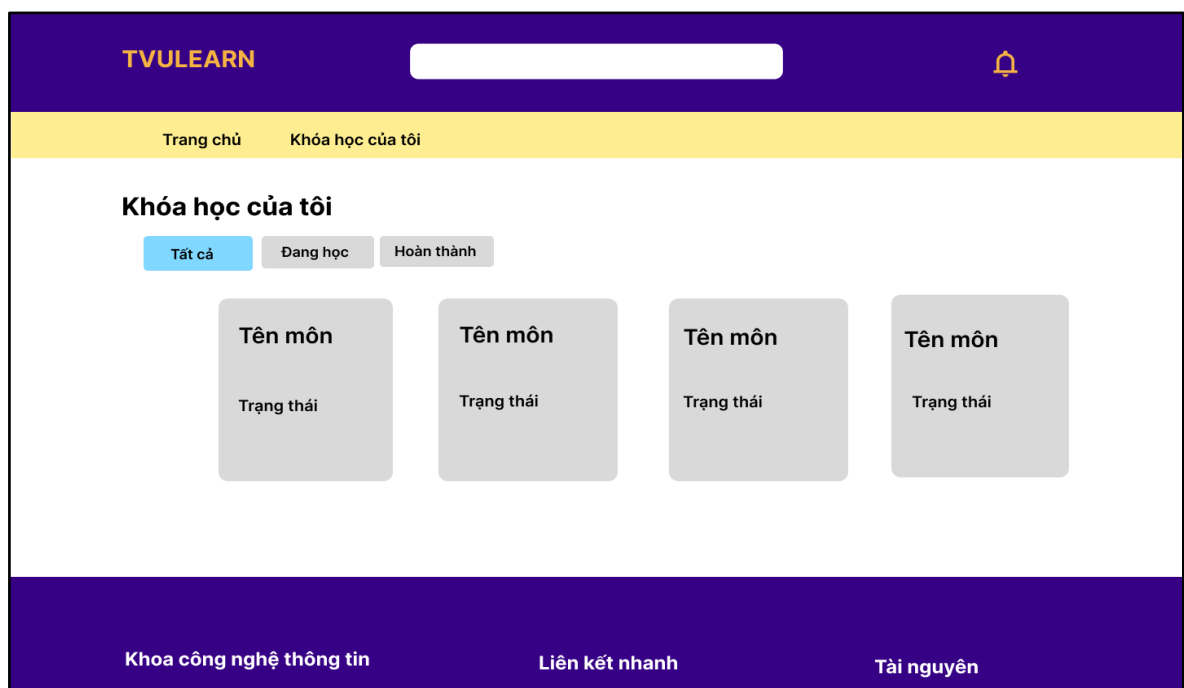 TVULEARN
Trang chủ Khóa học của tôi
Khóa học của tôi
Tất cả Đang học Hoàn thành
Tên môn Tên môn Tên môn Tên môn
Trạng thái Trạng thái Trạng thái Trạng thái
Khoa công nghệ thông tin Liên kết nhanh Tài nguyên